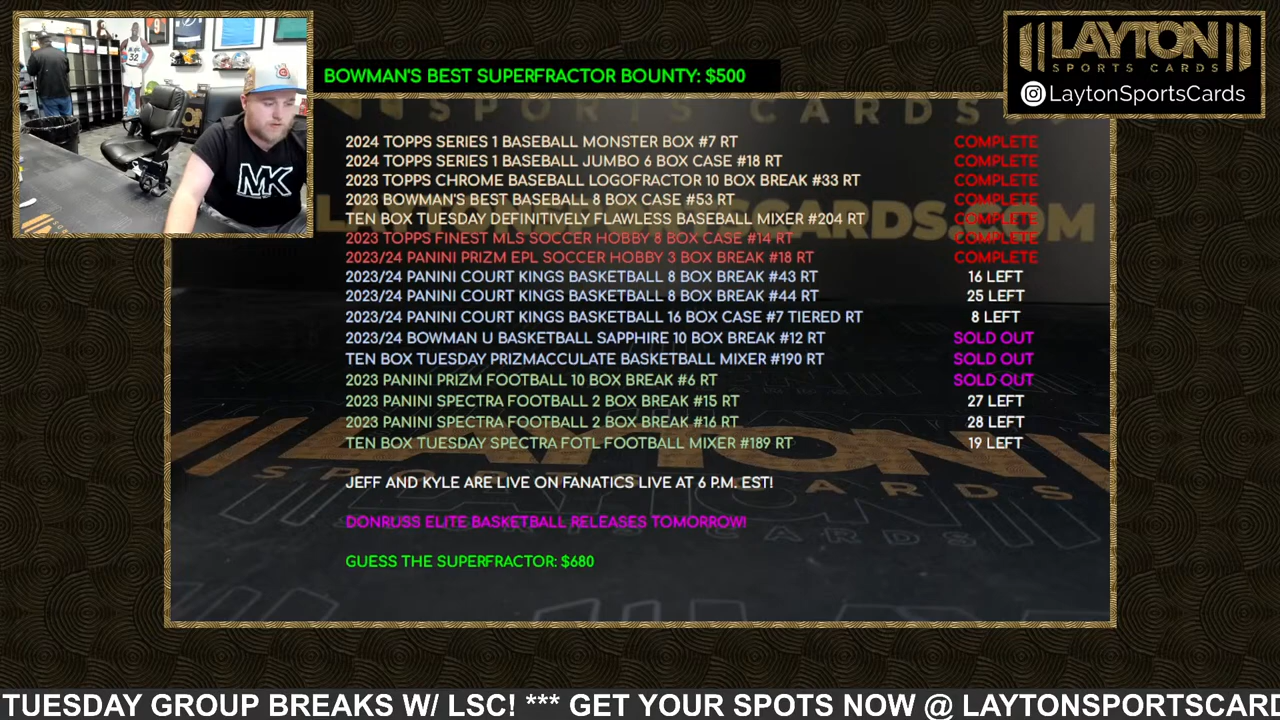 BOWMAN'S BEST SUPERFRACTOR BOUNTY: $500
LAYTON
SPORTS CARDS
LaytonSportsCards
SPORTS CARDS
2024 TOPPS SERIES 1 BASEBALL MONSTER BOX #7 RT COMPLETE
2024 TOPPS SERIES 1 BASEBALL JUMBO 6 BOX CASE #18 RT COMPLETE
2023 TOPPS CHROME BASEBALL LOGOFRACTOR 10 BOX BREAK #33 RT COMPLETE
2023 BOWMAN'S BEST BASEBALL 8 BOX CASE #53 RT COMPLETE
TEN BOX TUESDAY DEFINITIVELY FLAWLESS BASEBALL MIXER #204 RT COMPLETE
2023 TOPPS FINEST MLS SOCCER HOBBY 8 BOX CASE #14 RT COMPLETE
2023/24 PANINI PRIZM EPL SOCCER HOBBY 3 BOX BREAK #18 RT COMPLETE
2023/24 PANINI COURT KINGS BASKETBALL 8 BOX BREAK #43 RT 16 LEFT
2023/24 PANINI COURT KINGS BASKETBALL 8 BOX BREAK #44 RT 25 LEFT
2023/24 PANINI COURT KINGS BASKETBALL 16 BOX CASE #7 TIERED RT 8 LEFT
2023/24 BOWMAN U BASKETBALL SAPPHIRE 10 BOX BREAK #12 RT SOLD OUT
TEN BOX TUESDAY PRIZMACCULATE BASKETBALL MIXER #190 RT SOLD OUT
2023 PANINI PRIZM FOOTBALL 10 BOX BREAK #6 RT SOLD OUT
2023 PANINI SPECTRA FOOTBALL 2 BOX BREAK #15 RT 27 LEFT
2023 PANINI SPECTRA FOOTBALL 2 BOX BREAK #16 RT 28 LEFT
TEN BOX TUESDAY SPECTRA FOTL FOOTBALL MIXER #189 RT 19 LEFT
JEFF AND KYLE ARE LIVE ON FANATICS LIVE AT 6 P.M. EST!
DONRUSS ELITE BASKETBALL RELEASES TOMORROW!
GUESS THE SUPERFRACTOR: $680
MK
32
TUESDAY GROUP BREAKS W/ LSC! *** GET YOUR SPOTS NOW @ LAYTONSPORTSCARD